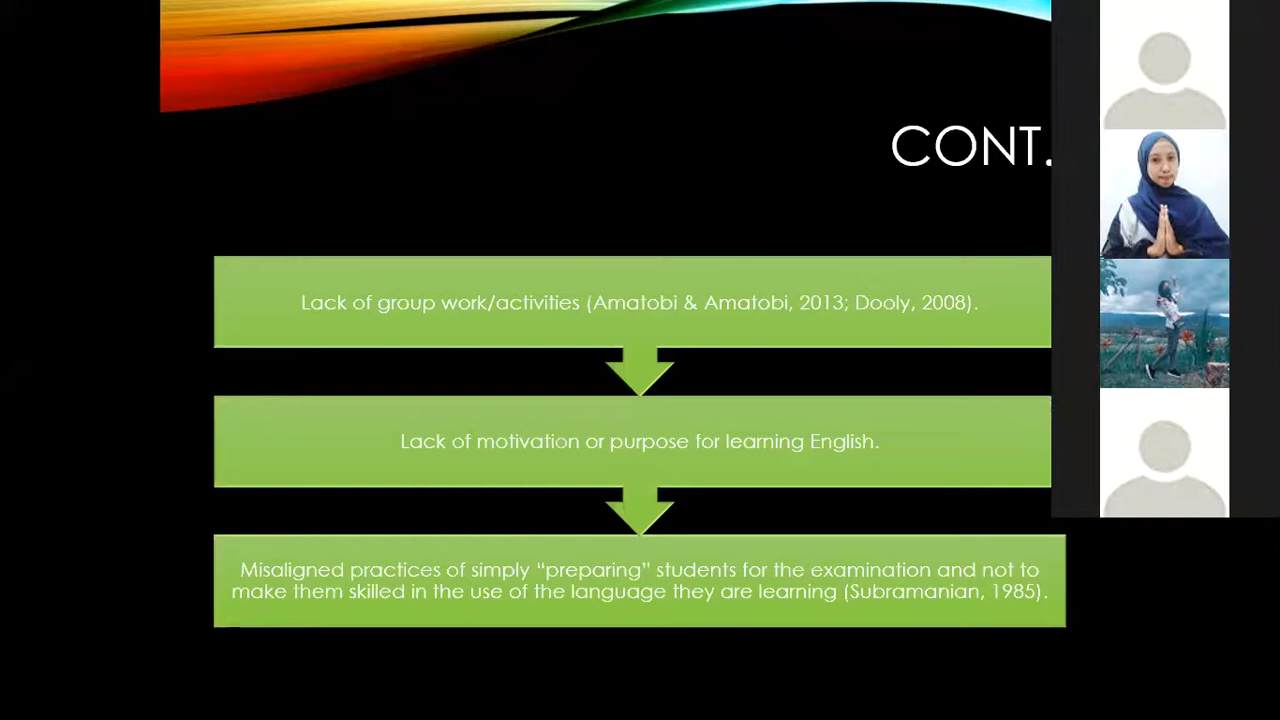 CONT.
Lack of group work/activities (Amatobi & Amatobi, 2013; Dooly, 2008).
Lack of motivation or purpose for learning English.
Misaligned practices of simply “preparing” students for the examination and not to
make them skilled in the use of the language they are learning (Subramanian, 1985).